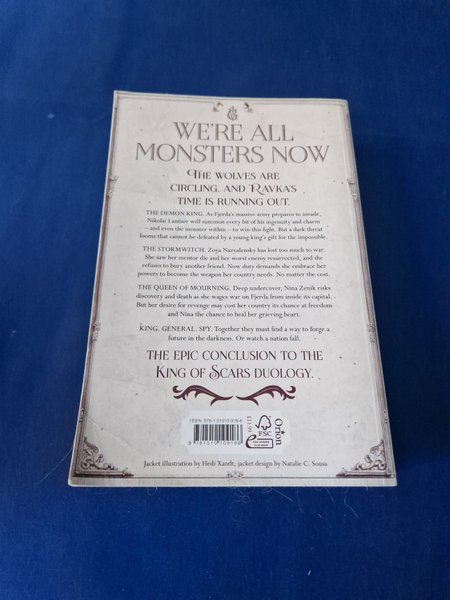 WE'RE ALL
MONSTERS NOW
THE WOLVES ARE
CIRCLING, AND RAVKA'S
TIME IS RUNNING OUT.
THE DEMON KING. As Fjerda's massive army prepares to invade,
Nikolai Lantsov will summon every bit of his ingenuity and charm
– and even the monster within – to win this fight. But a dark threat
looms that cannot be defeated by a young king's gift for the impossible.
THE STORMWITCH. Zoya Nazyalensky has lost too much to war.
She saw her mentor die and her worst enemy resurrected, and she
refuses to bury another friend. Now duty demands she embrace her
powers to become the weapon her country needs. No matter the cost.
THE QUEEN OF MOURNING. Deep undercover, Nina Zenik risks
discovery and death as she wages war on Fjerda from inside its capital.
But her desire for revenge may cost her country its chance at freedom
and Nina the chance to heal her grieving heart.
KING. GENERAL. SPY. Together they must find a way to forge a
future in the darkness. Or watch a nation fall.
THE EPIC CONCLUSION TO THE
KING OF SCARS DUOLOGY.
FSC
Orion
Jacket illustration by Hedi Xandt, jacket design by Natalie C. Sousa